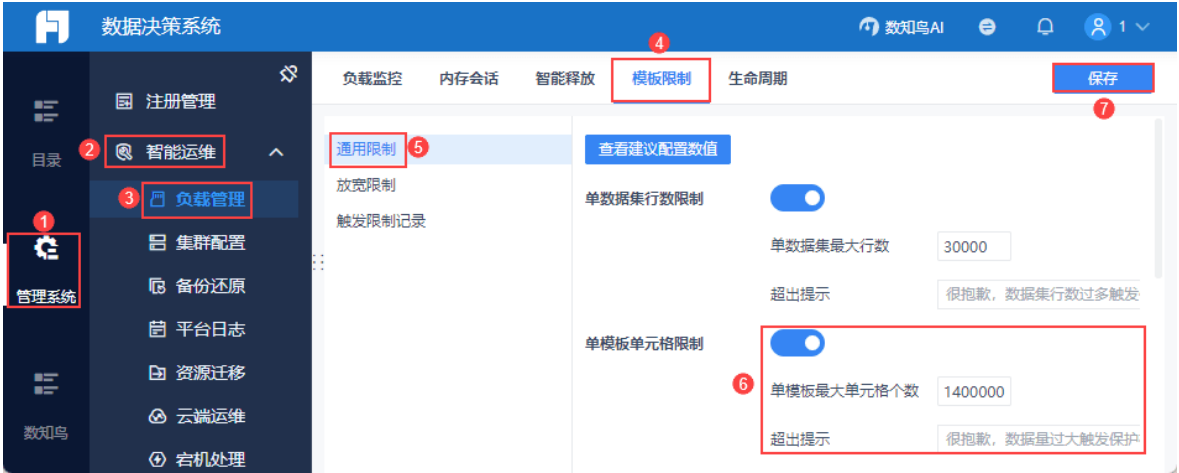 数据决策系统
数知鸟AI
1
4
负载监控
内存会话
智能释放
模板限制
生命周期
保存
7
目录
1
管理系统
数知鸟
注册管理
2
智能运维
3
负载管理
集群配置
备份还原
平台日志
资源迁移
云端运维
宕机处理
通用限制
5
放宽限制
触发限制记录
查看建议配置数值
单数据集行数限制
单数据集最大行数
30000
超出提示
很抱歉，数据集行数过多触发
单模板单元格限制
6
单模板最大单元格个数
1400000
超出提示
很抱歉，数据量过大触发保护